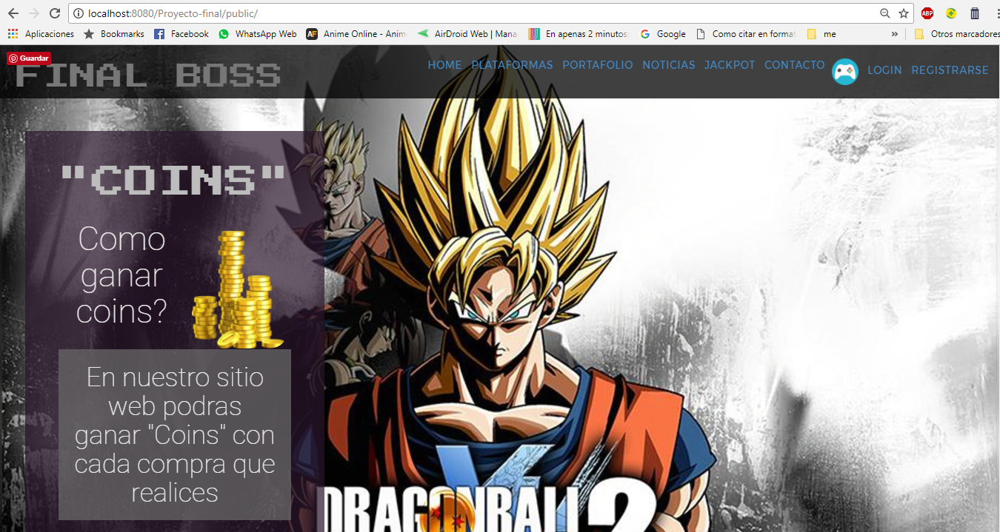 localhost:8080/Proyecto-final/public/
ABP
Aplicaciones Bookmarks Facebook WhatsApp Web AF Anime Online - Anim AirDroid Web | Mana U En apenas 2 minutos: G Google Como citar en format me » Otros marcadores
Guardar
FINAL BOSS
HOME PLATAFORMAS PORTAFOLIO NOTICIAS JACKPOT CONTACTO LOGIN REGISTRARSE
"COINS"
Como
ganar
coins?
En nuestro sitio
web podras
ganar "Coins" con
cada compra que
realices
DRAGONBALL
2